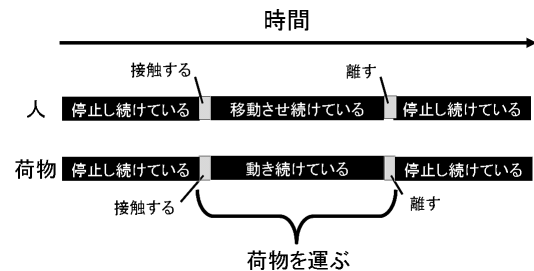 時間
接触する
離す
人
停止し続けている
移動させ続けている
停止し続けている
荷物
停止し続けている
動き続けている
停止し続けている
接触する
離す
荷物を運ぶ